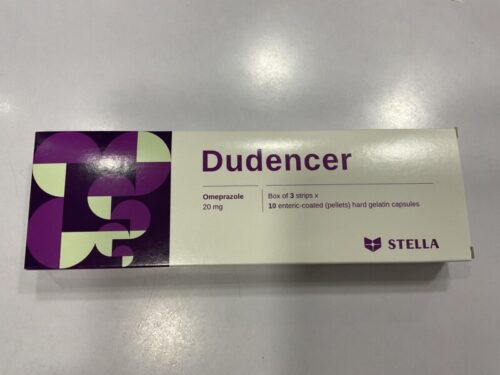 Dudencer
Omeprazole
20 mg
Box of 3 strips x
10 enteric-coated (pellets) hard gelatin capsules
STELLA